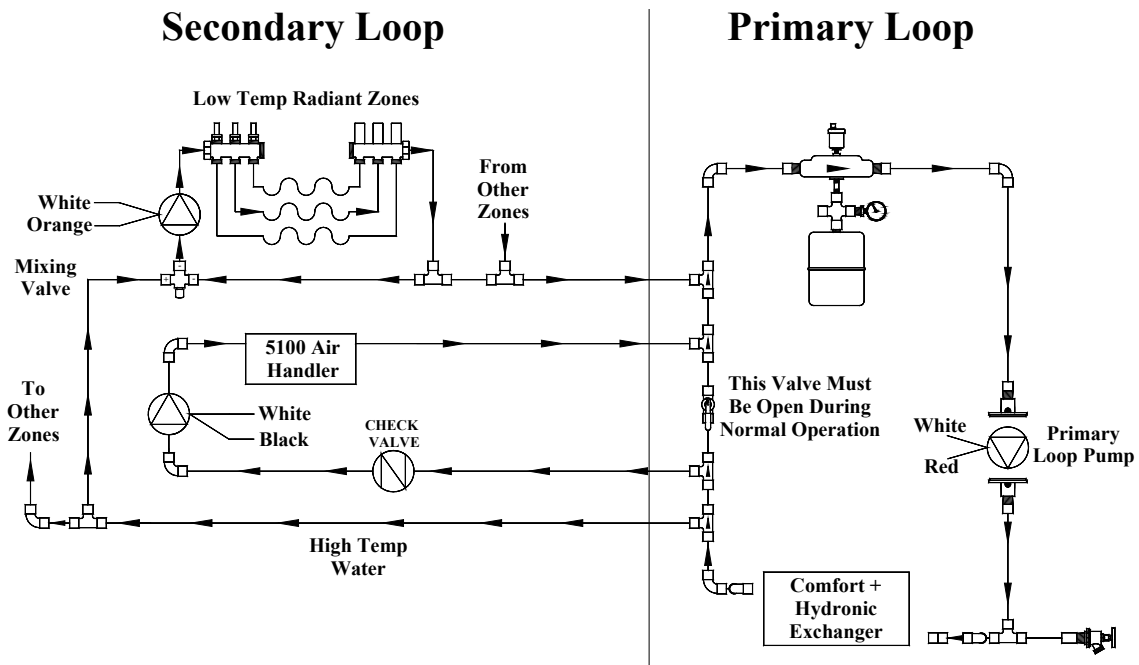 Secondary Loop
Primary Loop
Low Temp Radiant Zones
From
Other
Zones
White
Orange
Mixing
Valve
5100 Air
Handler
This Valve Must
Be Open During
Normal Operation
To
Other
Zones
White
Black
CHECK
VALVE
White
Red
Primary
Loop Pump
High Temp
Water
Comfort +
Hydronic
Exchanger